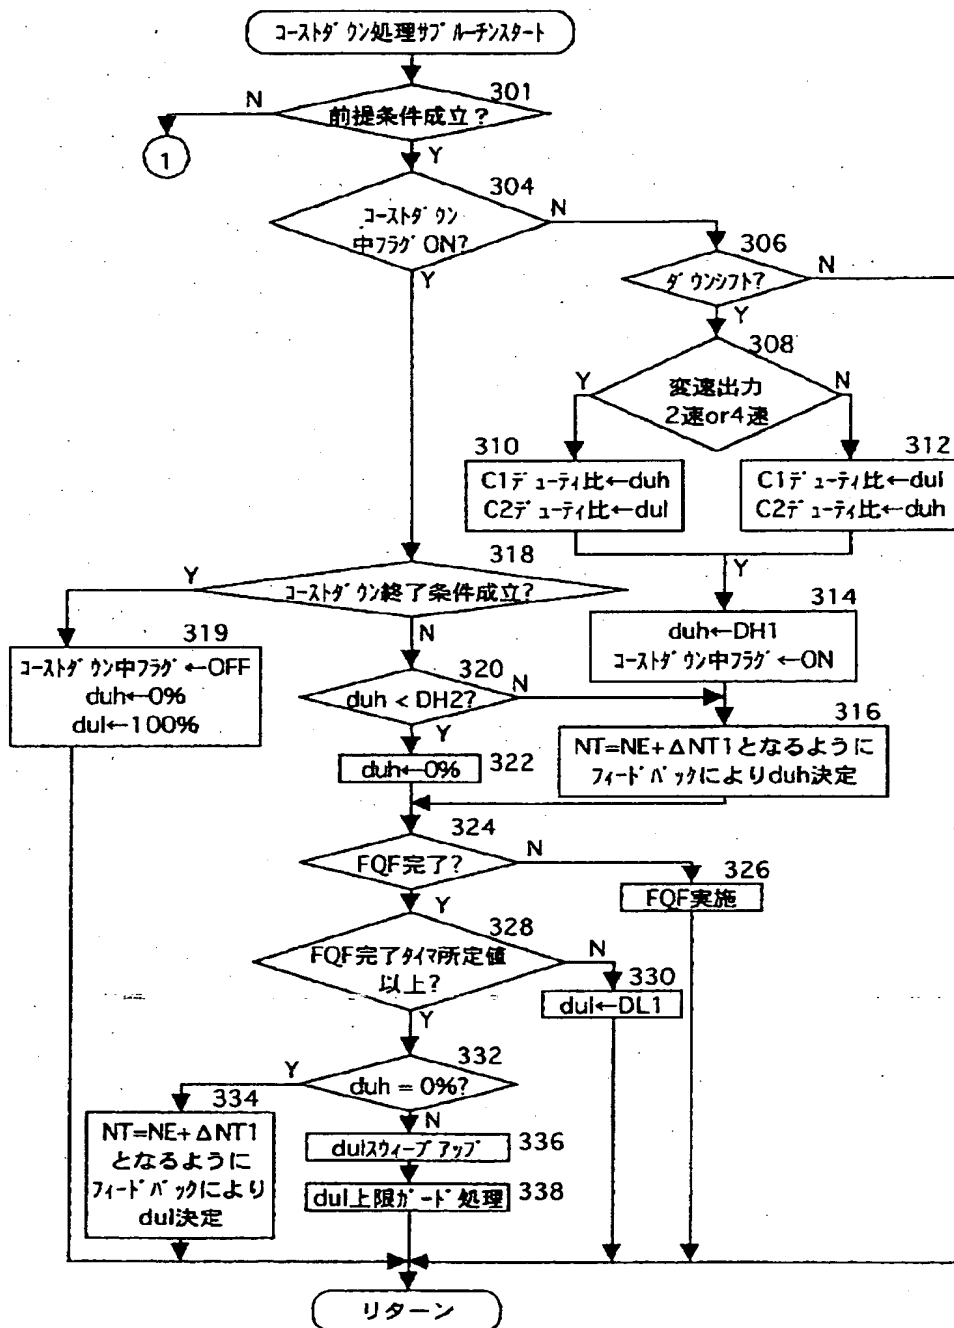 コーストダウン処理サブルーチンスタート
301
N
前提条件成立?
1
Y
304
コーストダウン
中フラグON?
N
Y
306
ダウンシフト?
N
Y
308
Y
変速出力
2速or4速
N
310
C1デューティ比←duh
C2デューティ比←dul
312
C1デューティ比←dul
C2デューティ比←duh
Y
318
Y
コーストダウン終了条件成立?
N
314
duh←DH1
コーストダウン中フラグ←ON
319
コーストダウン中フラグ←OFF
duh←0%
dul←100%
320
duh < DH2?
N
Y
316
NT=NE+ΔNT1となるように
フィードバックによりduh決定
duh←0%
322
324
FQF完了?
N
Y
326
FQF実施
328
FQF完了タイマ所定値
以上?
N
Y
330
dul←DL1
332
Y
duh = 0%?
N
334
NT=NE+ΔNT1
となるように
フィードバックにより
dul決定
dulスウィープアップ
336
dul上限ガード処理
338
リターン